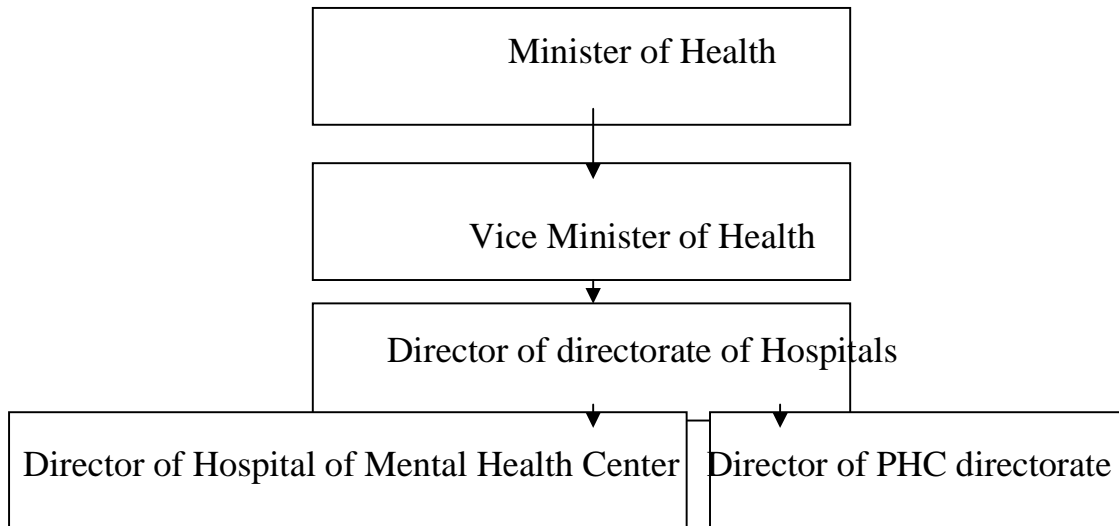 Minister of Health
Vice Minister of Health
Director of directorate of Hospitals
Director of Hospital of Mental Health Center
Director of PHC directorate